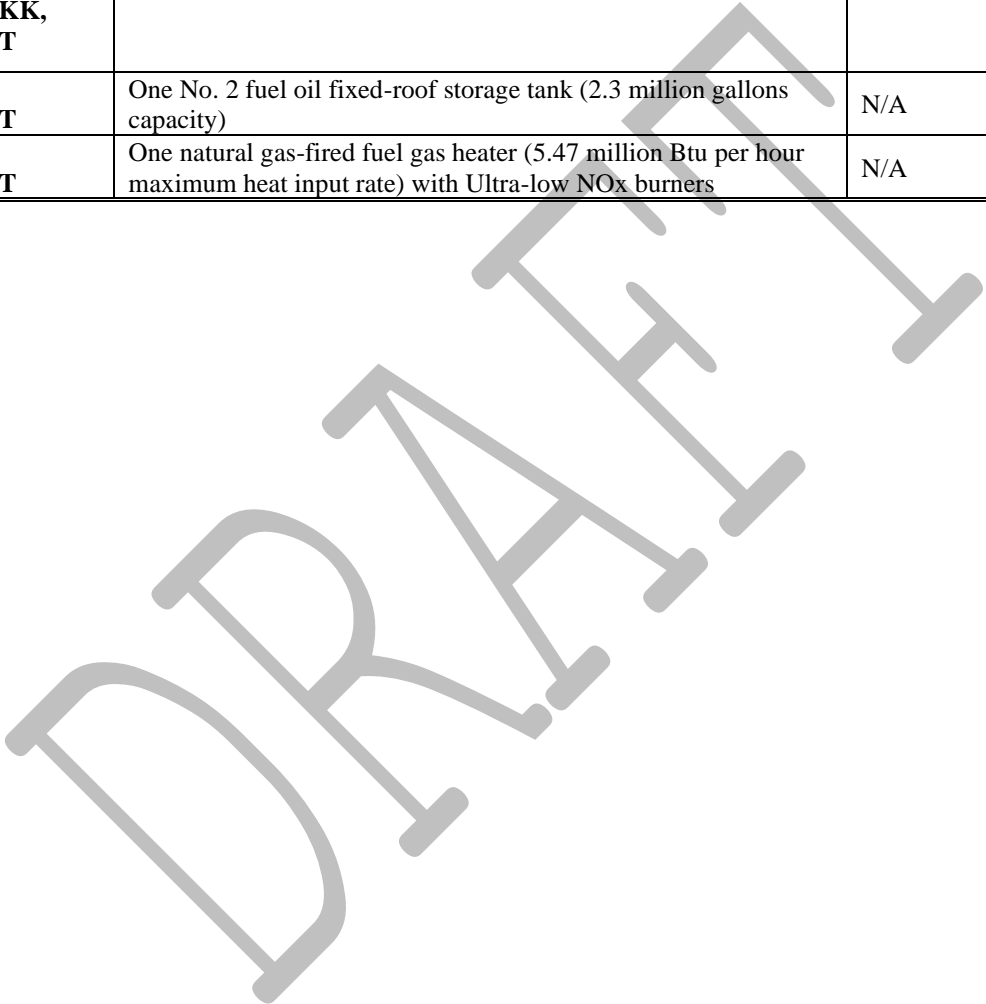 KK,
T
One No. 2 fuel oil fixed-roof storage tank (2.3 million gallons
T
capacity)
N/A
One natural gas-fired fuel gas heater (5.47 million Btu per hour
T
maximum heat input rate) with Ultra-low NOx burners
N/A
DRAFT